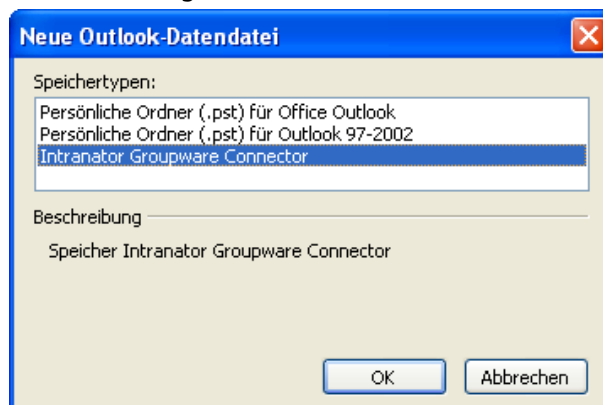 Neue Outlook-Datendatei
Speichertypen:
Persönliche Ordner (.pst) für Office Outlook
Persönliche Ordner (.pst) für Outlook 97-2002
Intranator Groupware Connector
Beschreibung
Speicher Intranator Groupware Connector
OK Abbrechen